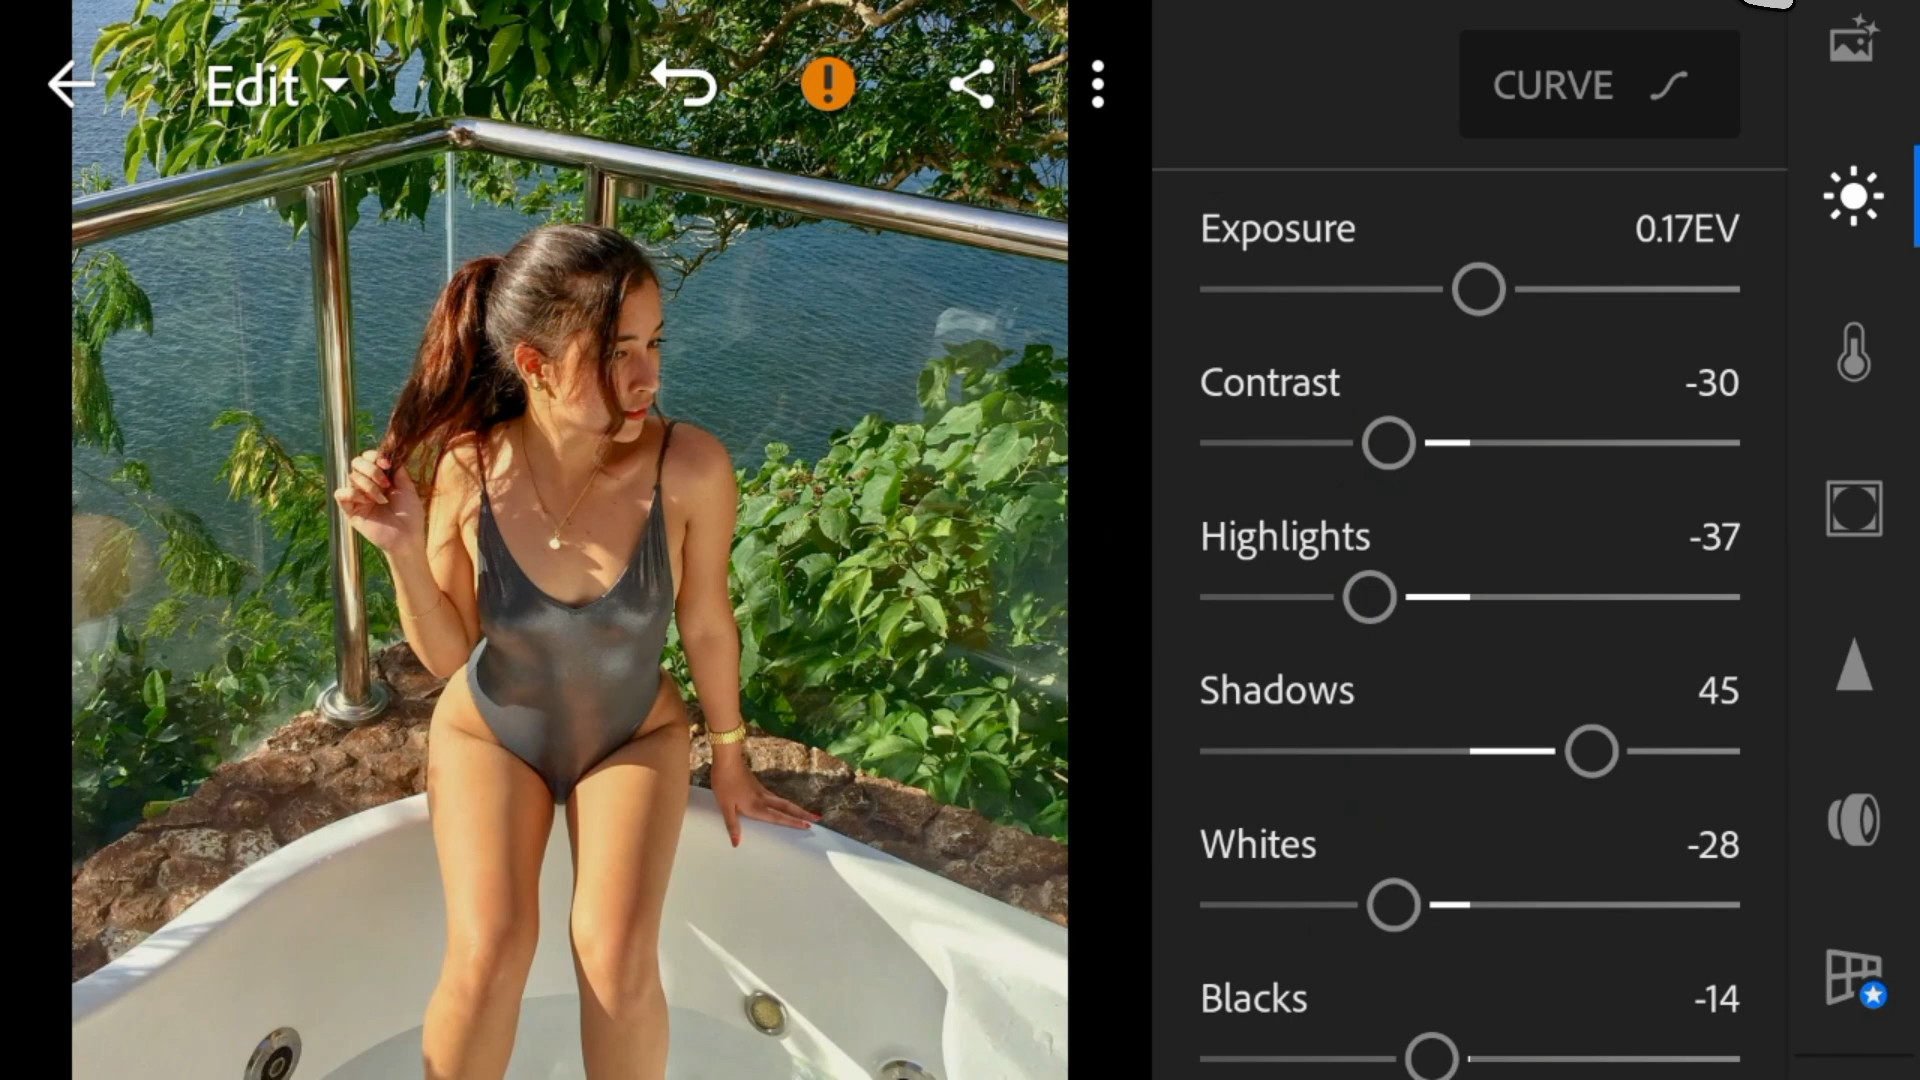 Edit
CURVE
Exposure 0.17EV
Contrast -30
Highlights -37
Shadows 45
Whites -28
Blacks -14